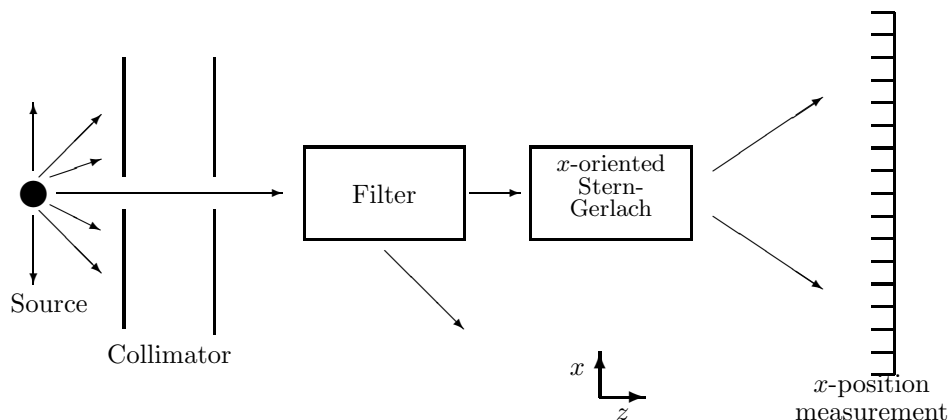 Source
Collimator
Filter
x-oriented
Stern-
Gerlach
x
z
x-position
measurement